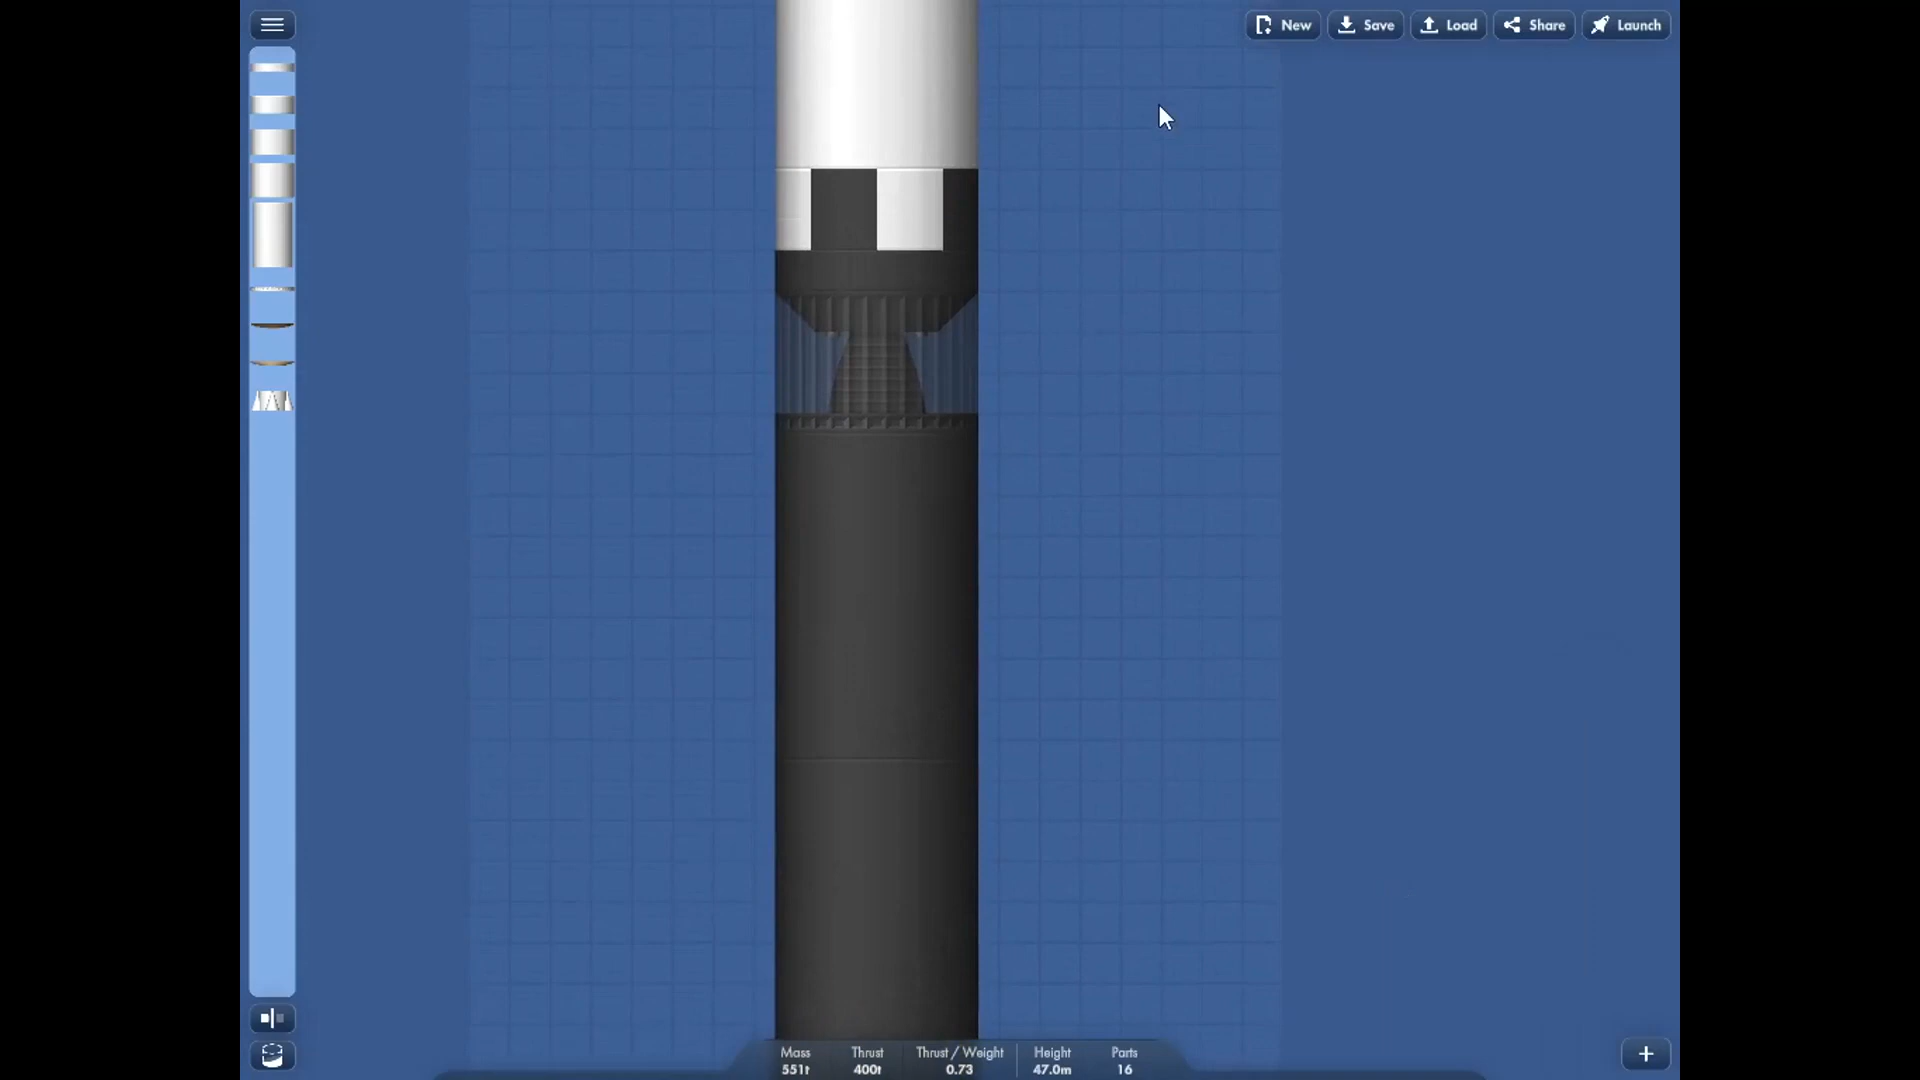 New Save Load Share Launch
Mass Thrust Thrust / Weight Height Parts
551t 400t 0.73 47.0m 16